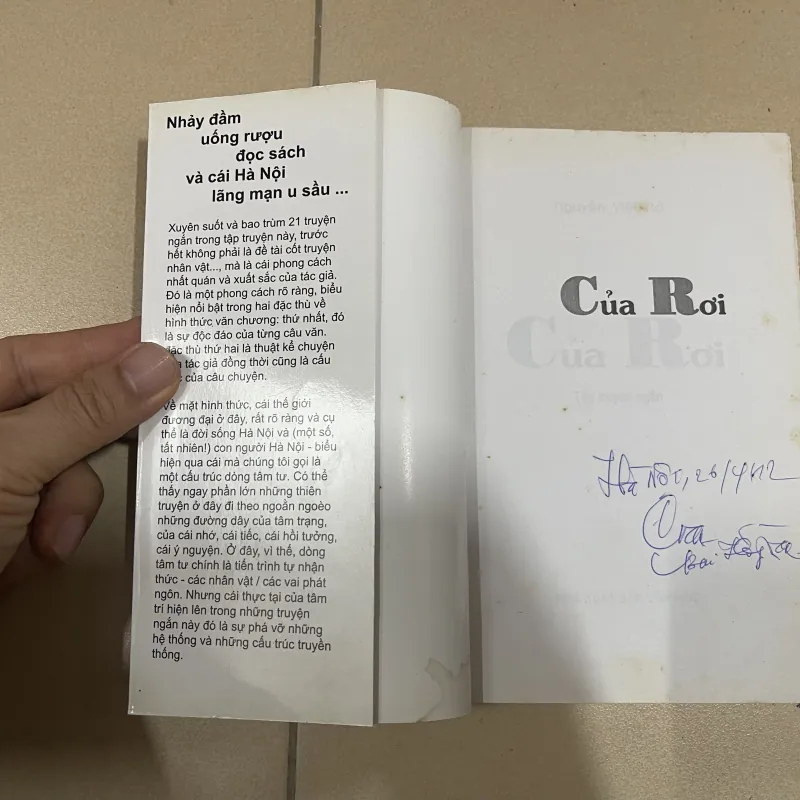 Nhảy đầm
uống rượu
đọc sách
và cái Hà Nội
lãng mạn u sầu ...
Xuyên suốt và bao trùm 21 truyện
ngắn trong tập truyện này, trước
hết không phải là đề tài cốt truyện
nhân vật..., mà là cái phong cách
nhất quán và xuất sắc của tác giả.
Đó là một phong cách rõ ràng, biểu
hiện nổi bật trong hai đặc thù về
hình thức văn chương: thứ nhất, đó
là sự độc đáo của từng câu văn.
thù thứ hai là thuật kể chuyện
tác giả đồng thời cũng là cấu
của câu chuyện.
Về mặt hình thức, cái thế giới
đương đại ở đây, rất rõ ràng và cụ
thể là đời sống Hà Nội và (một số,
tất nhiên!) con người Hà Nội - biểu
hiện qua cái mà chúng tôi gọi là
một cấu trúc dòng tâm tư. Có thể
thấy ngay phần lớn những thiên
truyện ở đây đi theo ngoằn ngoèo
những đường dây của tâm trạng,
của cái nhớ, cái tiếc, cái hồi tưởng,
cái ý nguyện. Ở đây, vì thế, dòng
tâm tư chính là tiến trình tự nhận
thức - các nhân vật / các vai phát
ngôn. Nhưng cái thực tại của tâm
trí hiện lên trong những truyện
ngắn này đó là sự phá vỡ những
hệ thống và những cấu trúc truyền
thống.
Của Rơi
Hà Nội,